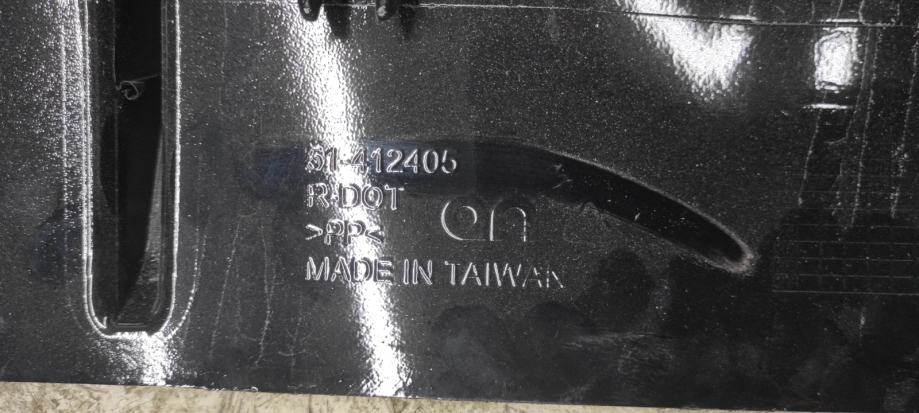 51-412405
R-DOT
>PP<
MADE IN TAIWAN